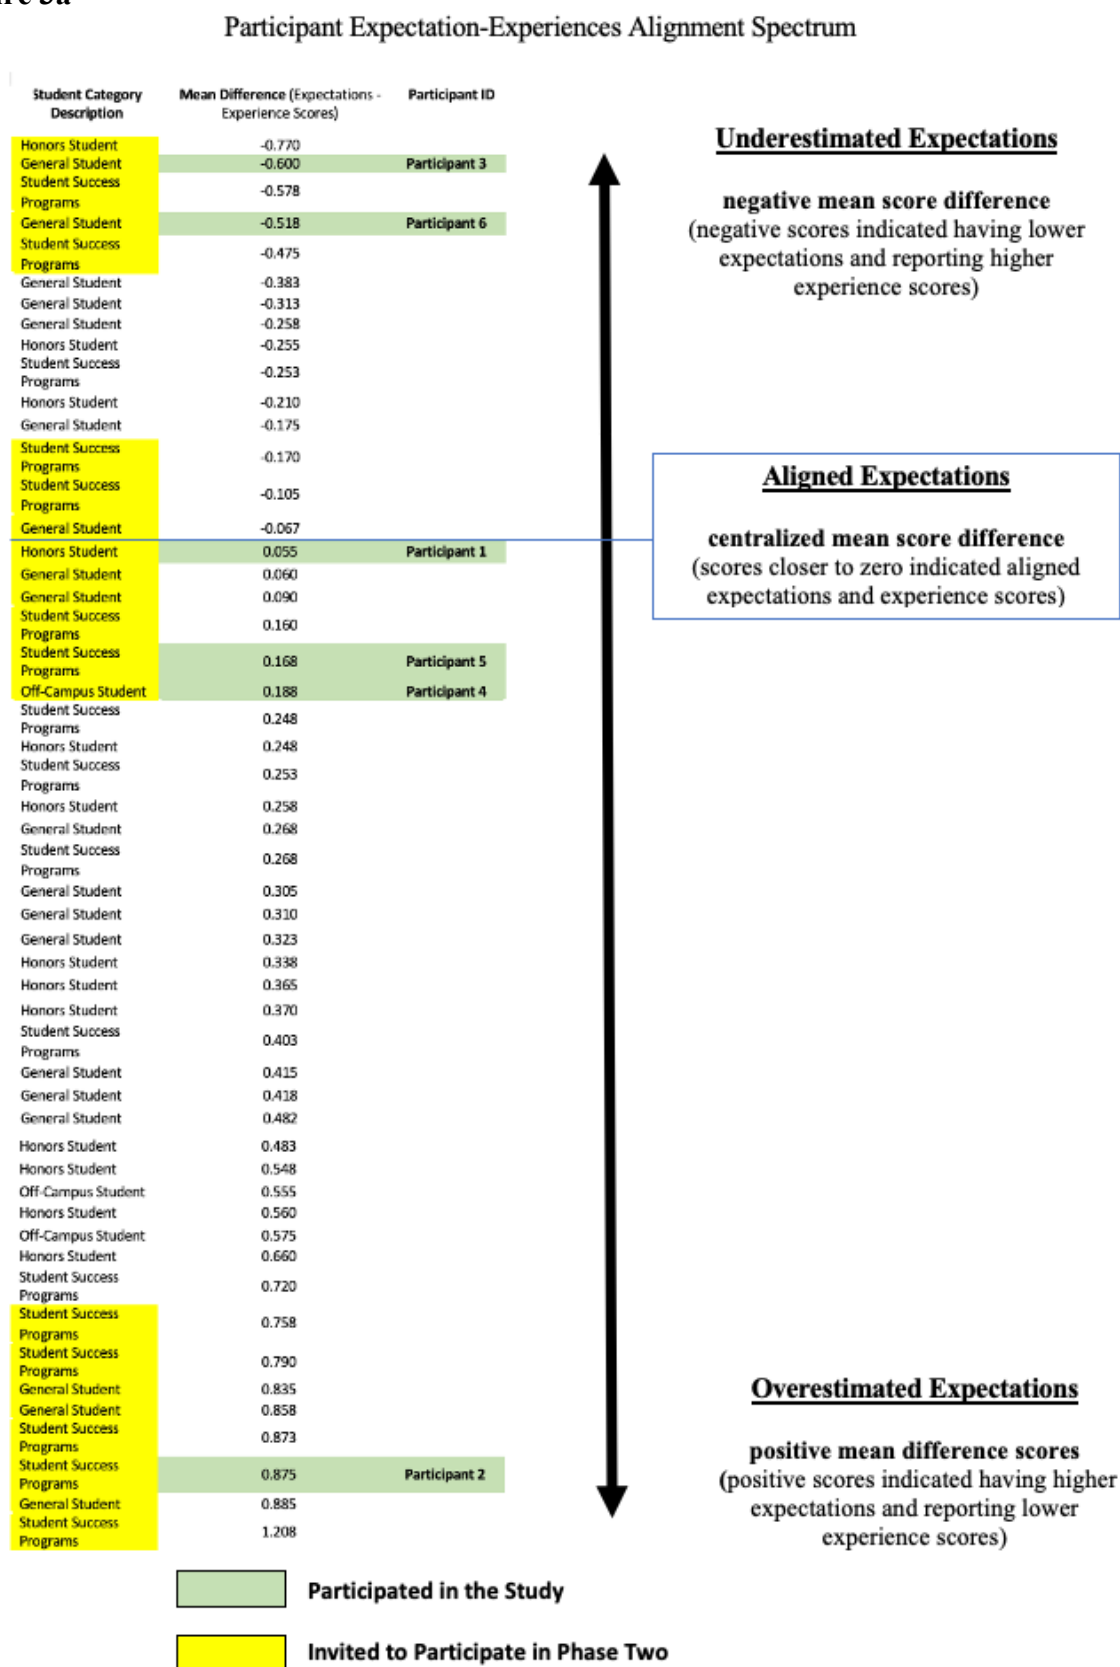 Participant Expectation-Experiences Alignment Spectrum
Student Category Description Mean Difference (Expectations - Experience Scores) Participant ID
Honors Student -0.770
General Student -0.600 Participant 3
Student Success Programs -0.578
General Student -0.518 Participant 6
Student Success Programs -0.475
General Student -0.383
General Student -0.313
General Student -0.258
Honors Student -0.255
Student Success Programs -0.253
Honors Student -0.210
General Student -0.175
Student Success Programs -0.170
Student Success Programs -0.105
General Student -0.067
Honors Student 0.055 Participant 1
General Student 0.060
General Student 0.090
Student Success Programs 0.160
Student Success Programs 0.168 Participant 5
Off-Campus Student 0.188 Participant 4
Student Success Programs 0.248
Honors Student 0.248
Student Success Programs 0.253
Honors Student 0.258
General Student 0.268
Student Success Programs 0.268
General Student 0.305
General Student 0.310
General Student 0.323
Honors Student 0.338
Honors Student 0.365
Honors Student 0.370
Student Success Programs 0.403
General Student 0.415
General Student 0.418
General Student 0.482
Honors Student 0.483
Honors Student 0.548
Off-Campus Student 0.555
Honors Student 0.560
Off-Campus Student 0.575
Honors Student 0.660
Student Success Programs 0.720
Student Success Programs 0.758
Student Success Programs 0.790
General Student 0.835
General Student 0.858
Student Success Programs 0.873
Student Success Programs 0.875 Participant 2
General Student 0.885
Student Success Programs 1.208
Underestimated Expectations
negative mean score difference
(negative scores indicated having lower
expectations and reporting higher
experience scores)
Aligned Expectations
centralized mean score difference
(scores closer to zero indicated aligned
expectations and experience scores)
Overestimated Expectations
positive mean difference scores
(positive scores indicated having higher
expectations and reporting lower
experience scores)
Participated in the Study
Invited to Participate in Phase Two